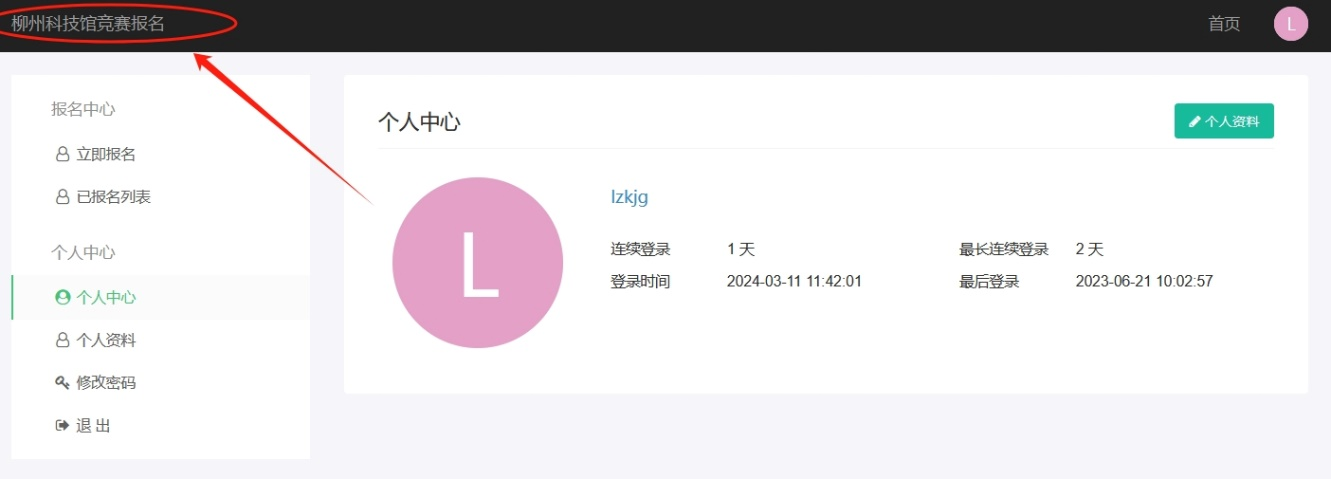 柳州科技馆竞赛报名
首页
L
报名中心
立即报名
已报名列表
个人中心
个人中心
个人资料
修改密码
退 出
个人中心
个人资料
L
lzkjg
连续登录 1 天 最长连续登录 2 天
登录时间 2024-03-11 11:42:01 最后登录 2023-06-21 10:02:57